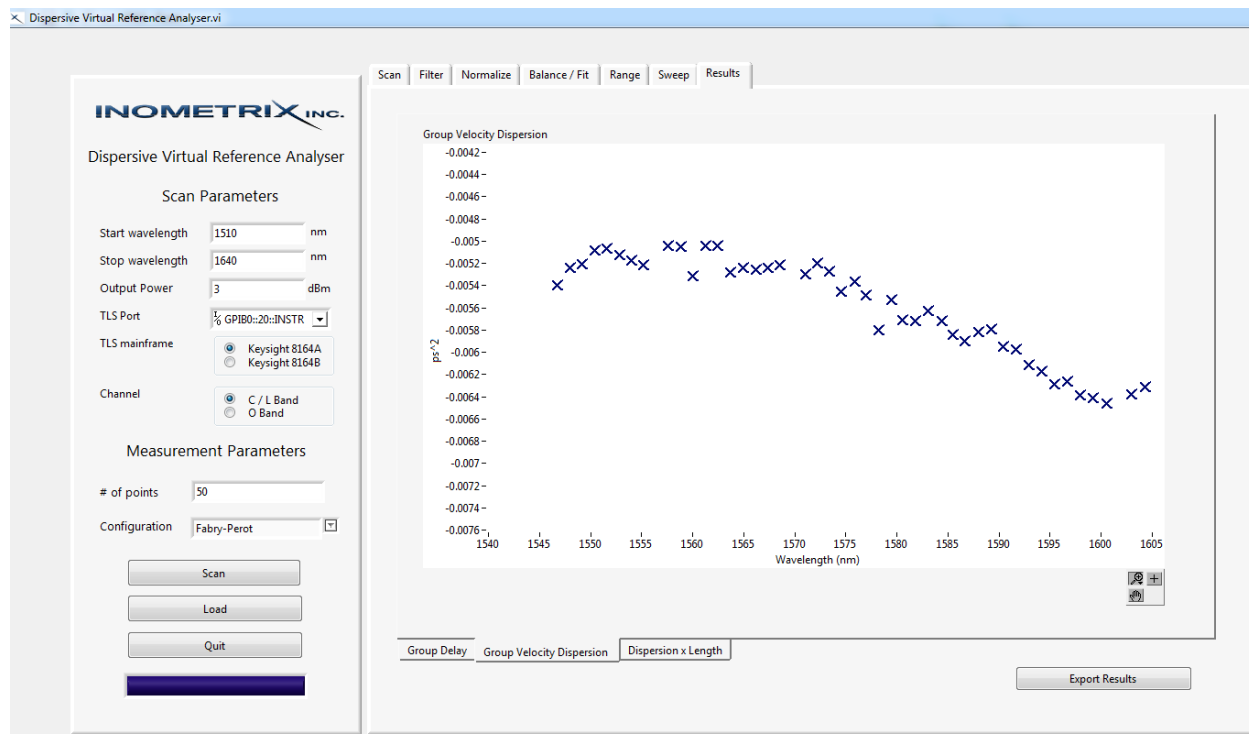 Dispersive Virtual Reference Analyser.vi
INOMETRIX INC.
Dispersive Virtual Reference Analyser
Scan Parameters
Start wavelength 1510 nm
Stop wavelength 1640 nm
Output Power 3 dBm
TLS Port I/O GPIB0::20::INSTR
TLS mainframe Keysight 8164A
Keysight 8164B
Channel C / L Band
O Band
Measurement Parameters
# of points 50
Configuration Fabry-Perot
Scan
Load
Quit
Scan Filter Normalize Balance / Fit Range Sweep Results
Group Velocity Dispersion
-0.0042
-0.0044
-0.0046
-0.0048
-0.005
-0.0052
-0.0054
-0.0056
-0.0058
-0.006
-0.0062
-0.0064
-0.0066
-0.0068
-0.007
-0.0072
-0.0074
-0.0076
ps^2
1540 1545 1550 1555 1560 1565 1570 1575 1580 1585 1590 1595 1600 1605
Wavelength (nm)
Group Delay Group Velocity Dispersion Dispersion x Length
Export Results